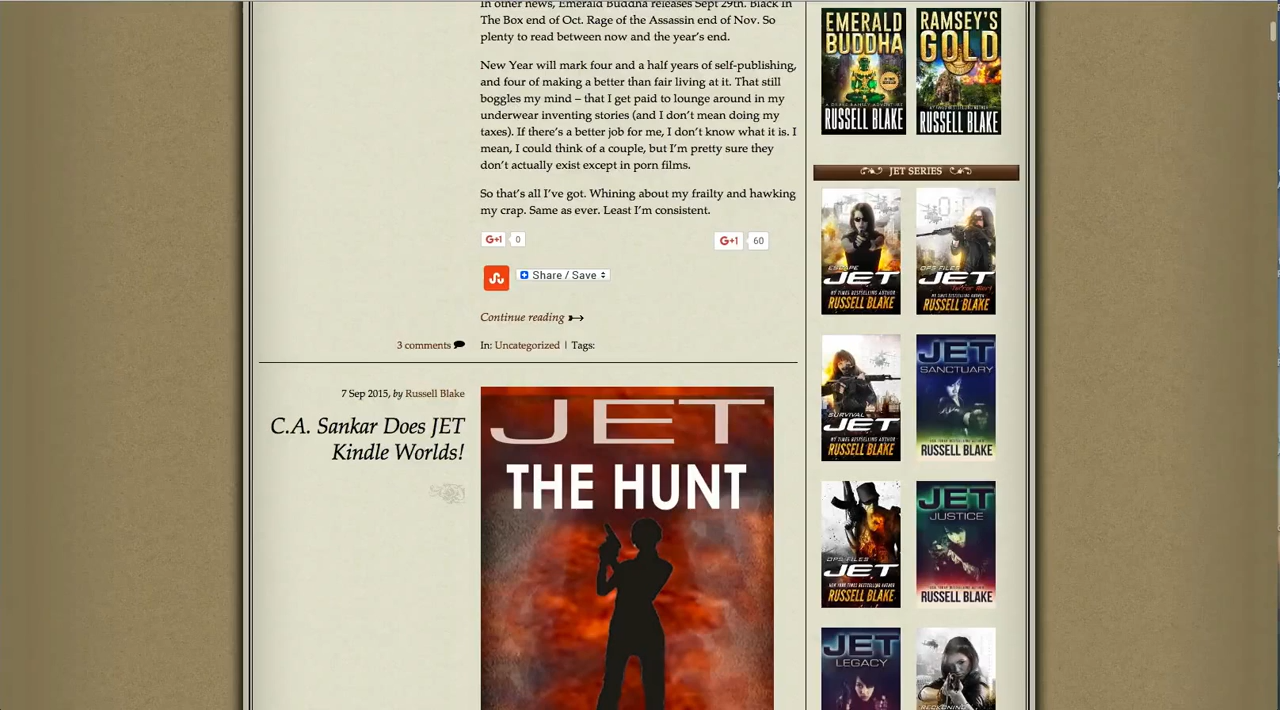 In other news, Emerald Buddha releases Sept 29th. Black In
The Box end of Oct. Rage of the Assassin end of Nov. So
plenty to read between now and the year's end.
New Year will mark four and a half years of self-publishing,
and four of making a better than fair living at it. That still
boggles my mind – that I get paid to lounge around in my
underwear inventing stories (and I don't mean doing my
taxes). If there's a better job for me, I don't know what it is. I
mean, I could think of a couple, but I'm pretty sure they
don't actually exist except in porn films.
So that's all I've got. Whining about my frailty and hawking
my crap. Same as ever. Least I'm consistent.
G+1 0
G+1 60
Share / Save
Continue reading
3 comments
In: Uncategorized | Tags:
7 Sep 2015, by Russell Blake
C.A. Sankar Does JET
Kindle Worlds!
JET
THE HUNT
EMERALD
BUDDHA
RUSSELL BLAKE
RAMSEY'S
GOLD
RUSSELL BLAKE
JET SERIES
ESCAPE
JET
RUSSELL BLAKE
OPS FILES
JET
Terror Alert
RUSSELL BLAKE
SURVIVAL
JET
RUSSELL BLAKE
JET
SANCTUARY
RUSSELL BLAKE
OPS FILES
JET
RUSSELL BLAKE
JET
JUSTICE
RUSSELL BLAKE
JET
LEGACY
RECKONING